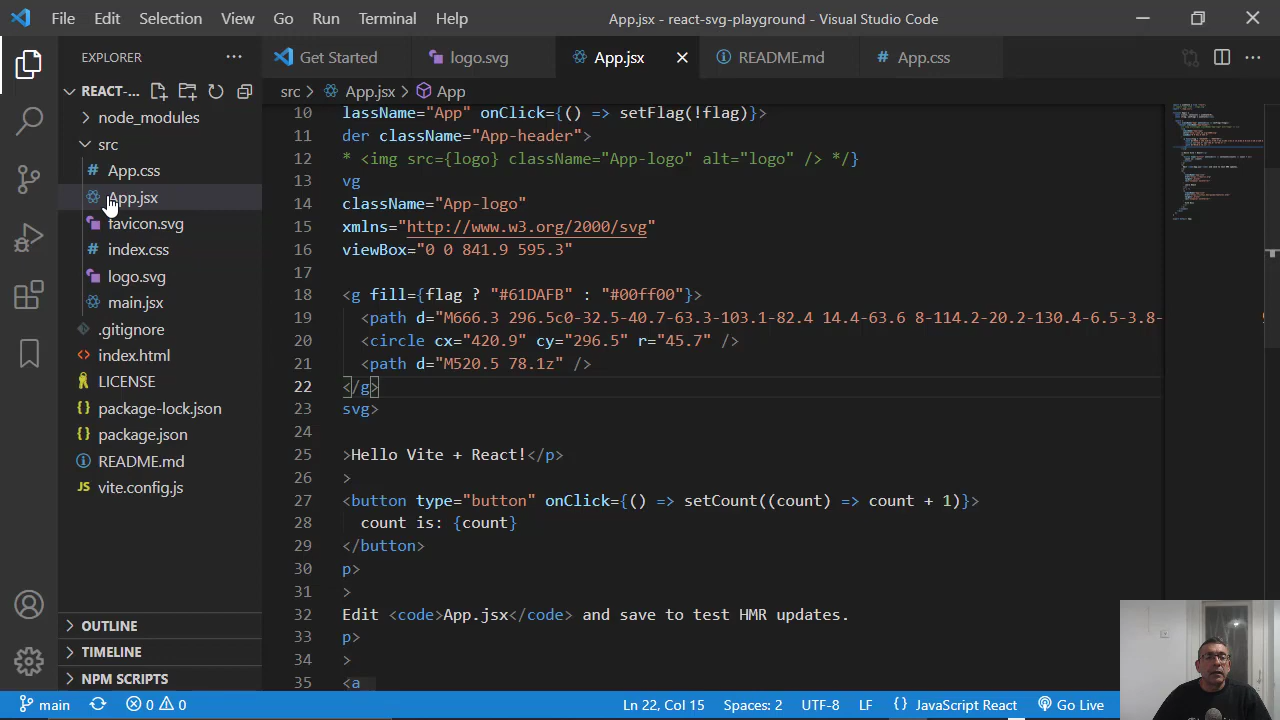 File Edit Selection View Go Run Terminal Help App.jsx - react-svg-playground - Visual Studio Code
EXPLORER
Get Started logo.svg App.jsx README.md App.css
REACT-...
src > App.jsx > App
node_modules
src
App.css
App.jsx
favicon.svg
index.css
logo.svg
main.jsx
.gitignore
index.html
LICENSE
package-lock.json
package.json
README.md
vite.config.js
OUTLINE
TIMELINE
NPM SCRIPTS
10 lassName="App" onClick={() => setFlag(!flag)}>
11 der className="App-header">
12 * <img src={logo} className="App-logo" alt="logo" /> */}
13 vg
14 className="App-logo"
15 xmlns="http://www.w3.org/2000/svg"
16 viewBox="0 0 841.9 595.3"
17
18 <g fill={flag ? "#61DAFB" : "#00ff00"}>
19 <path d="M666.3 296.5c0-32.5-40.7-63.3-103.1-82.4 14.4-63.6 8-114.2-20.2-130.4-6.5-3.8-
20 <circle cx="420.9" cy="296.5" r="45.7" />
21 <path d="M520.5 78.1z" />
22 </g>
23 svg>
24
25 >Hello Vite + React!</p>
26 >
27 <button type="button" onClick={() => setCount((count) => count + 1)}>
28 count is: {count}
29 </button>
30 p>
31 >
32 Edit <code>App.jsx</code> and save to test HMR updates.
33 p>
34 >
35 <a
main 0 0 Ln 22, Col 15 Spaces: 2 UTF-8 LF {} JavaScript React Go Live